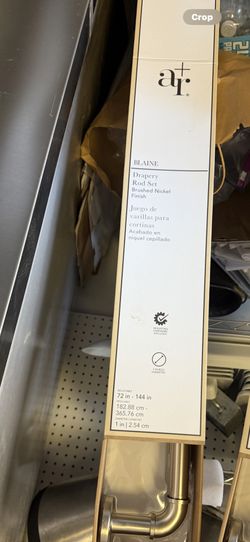 Crop
a+r
BLAINE
Drapery
Rod Set
Brushed Nickel
Finish
Juego de
varillas para
cortinas
Acabado en
níquel cepillado
72 in - 144 in
182.88 cm -
365.76 cm
1 in | 2.54 cm